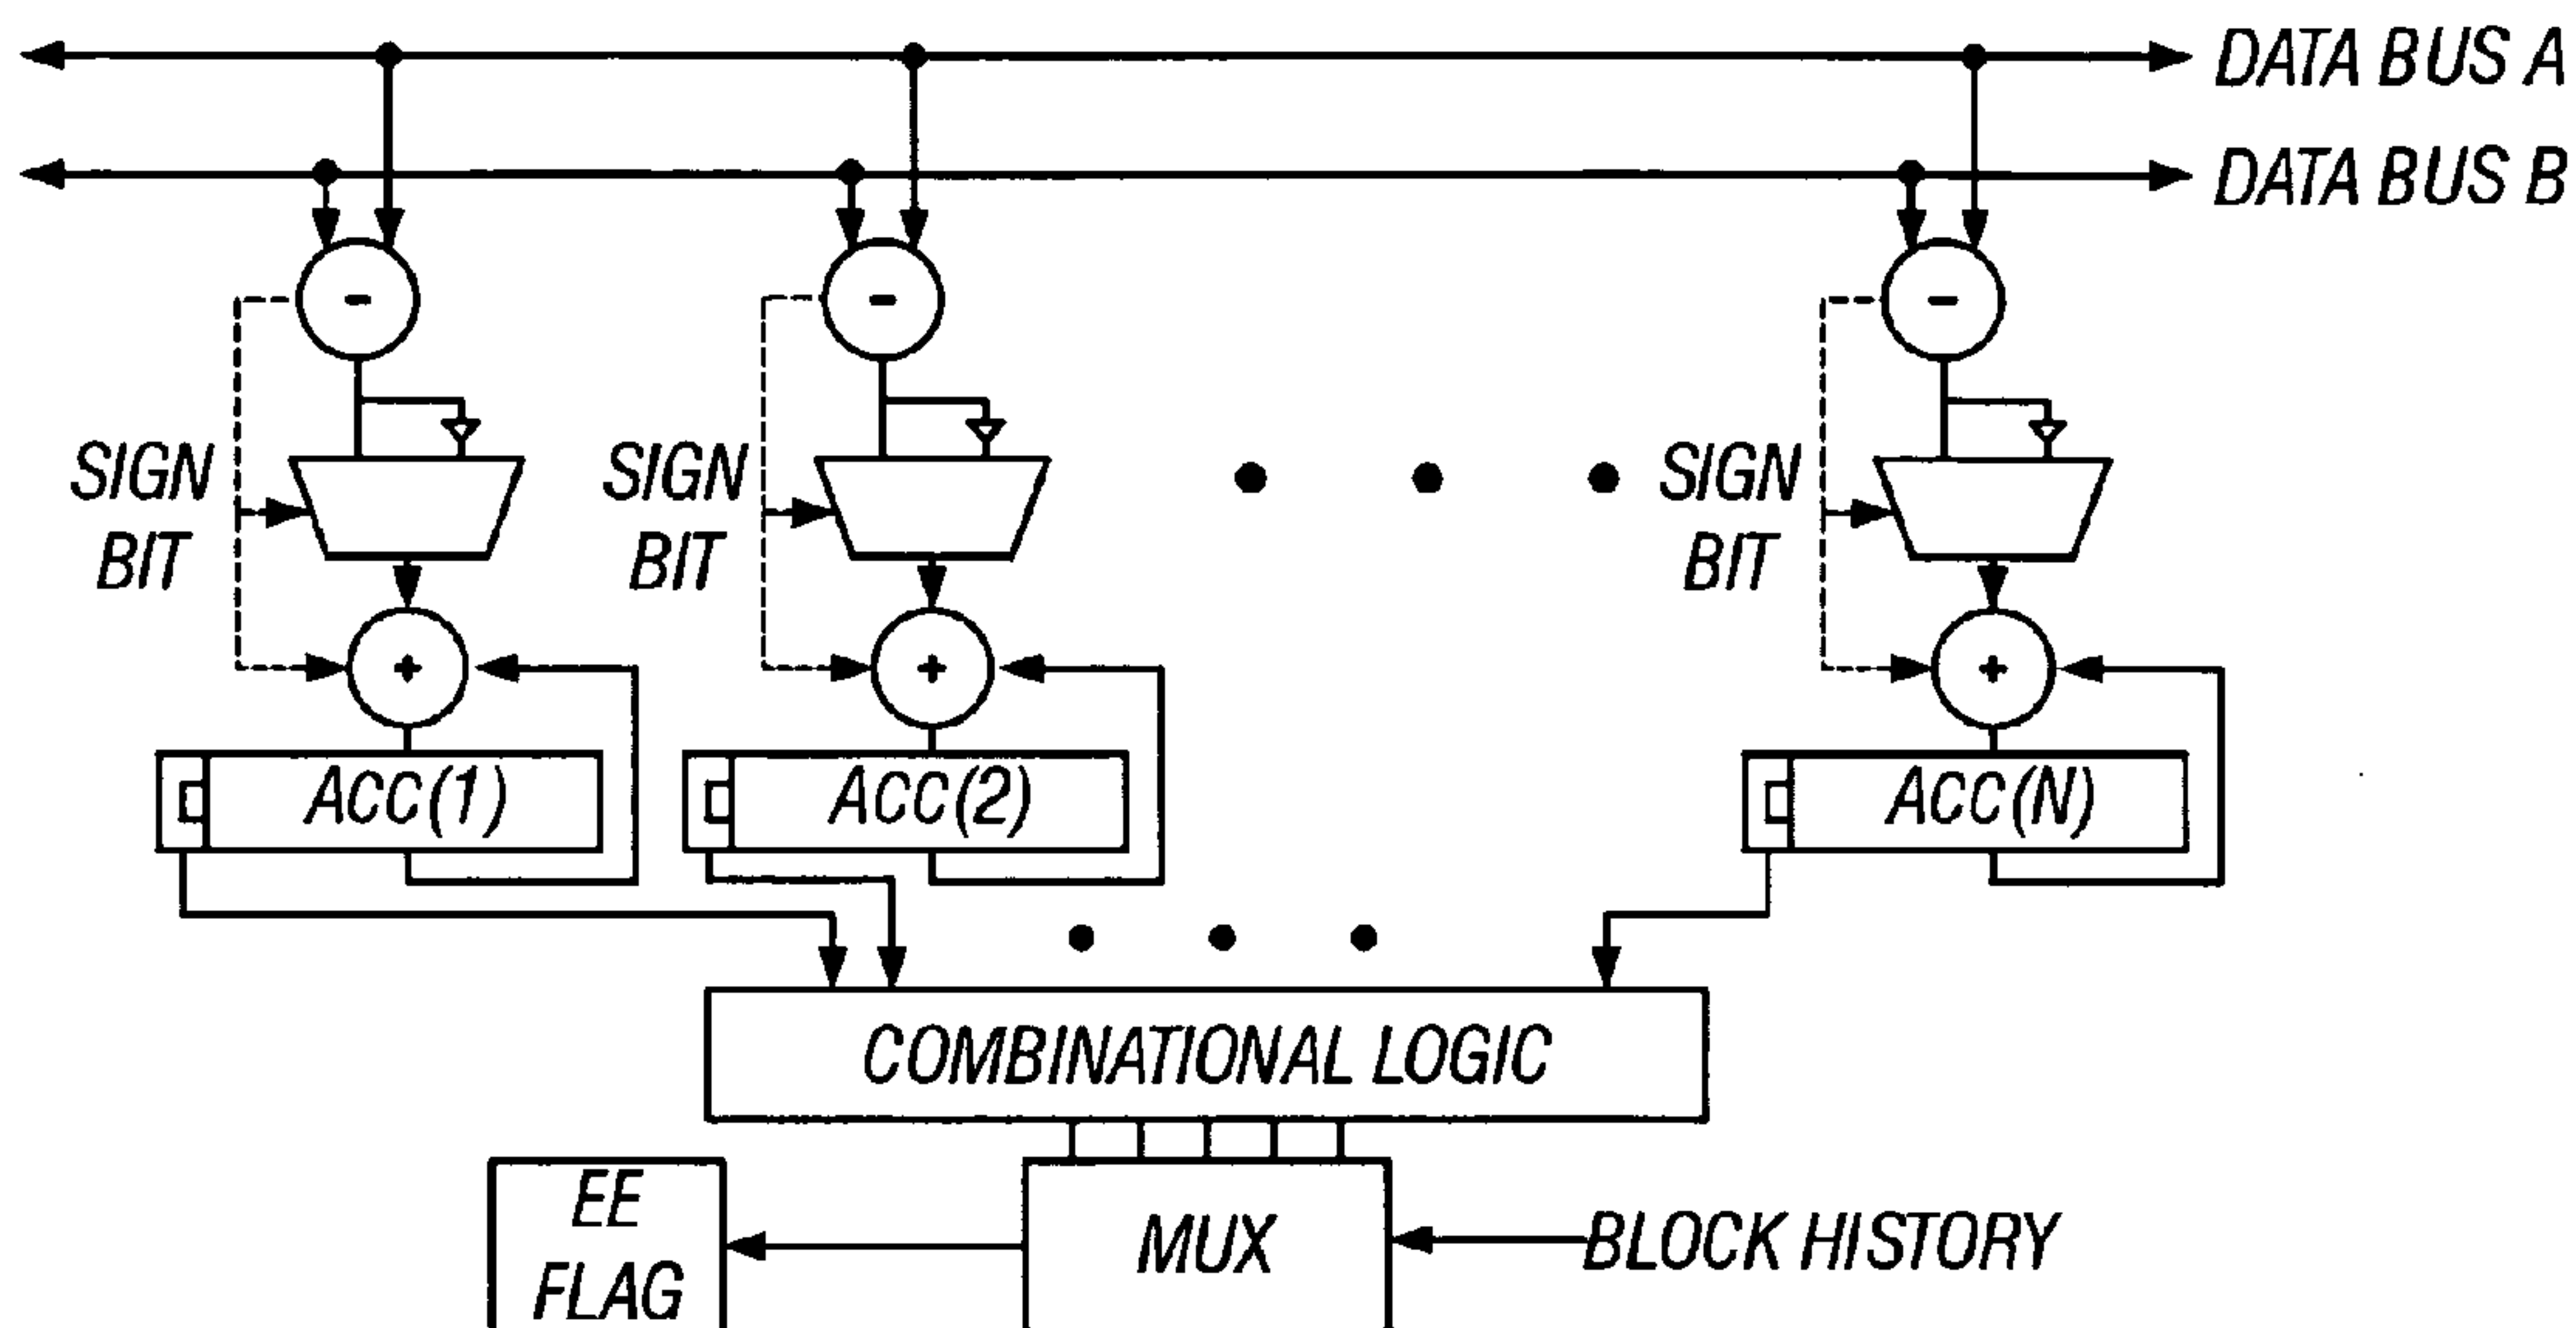 DATA BUS A
DATA BUS B
-
-
-
SIGN
BIT
SIGN
BIT
SIGN
BIT
+
+
+
ACC(1)
ACC(2)
ACC(N)
COMBINATIONAL LOGIC
EE
FLAG
MUX
BLOCK HISTORY